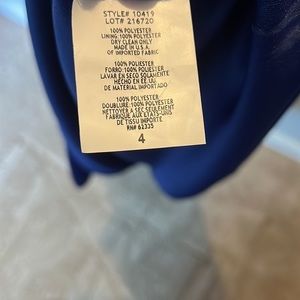 STYLE# 10419
LOT# 216720
100% POLYESTER
LINING: 100% POLYESTER
DRY CLEAN ONLY
MADE IN U.S.A.
OF IMPORTED FABRIC
100% POLIESTER
FORRO: 100% POLIESTER
LAVAR EN SECO SOLAMENTE
HECHO EN EE.UU
DE MATERIAL IMPORTADO
100% POLYESTER
DOUBLURE: 100% POLYESTER
NETTOYER A SEC SEULEMENT
FABRIQUE AUX ETATS-UNIS
DE TISSU IMPORTE
RN# 62335
4